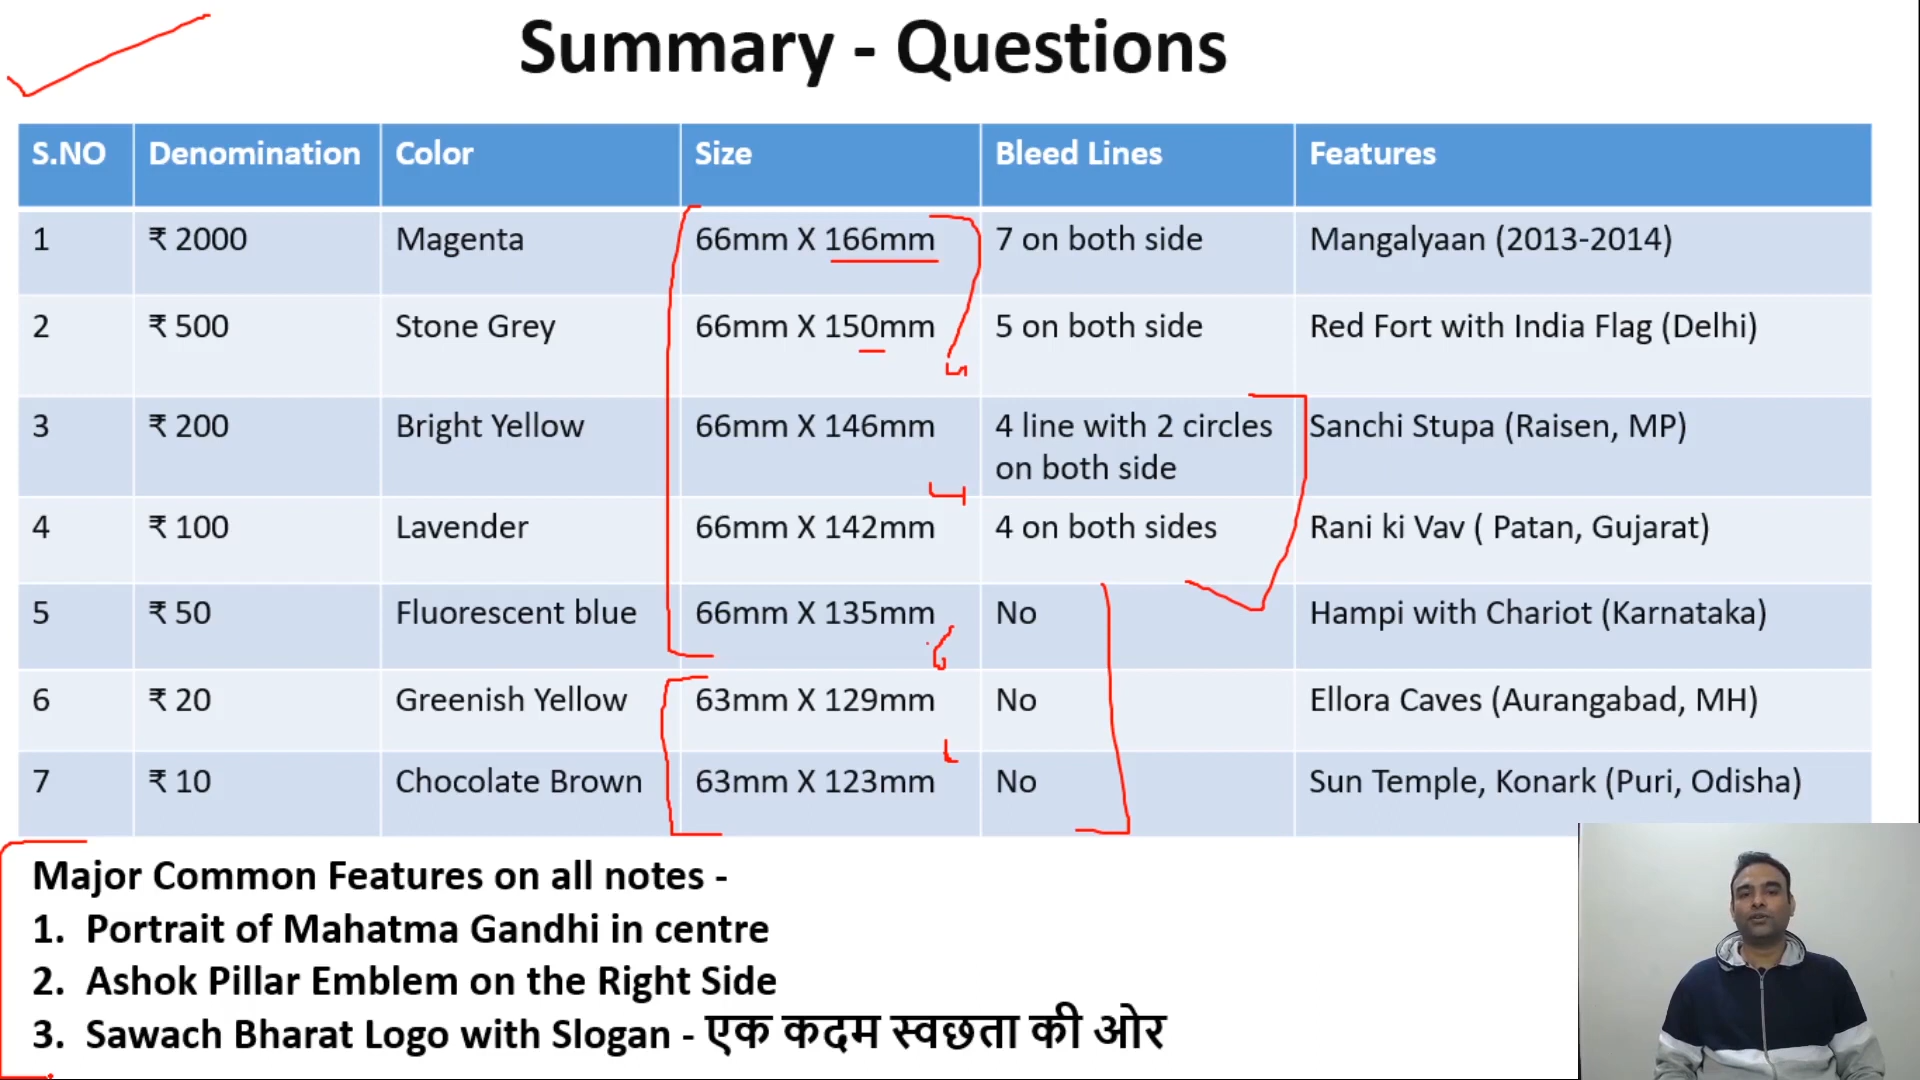 Summary - Questions
S.NO Denomination Color Size Bleed Lines Features
1 ₹ 2000 Magenta 66mm X 166mm 7 on both side Mangalyaan (2013-2014)
2 ₹ 500 Stone Grey 66mm X 150mm 5 on both side Red Fort with India Flag (Delhi)
3 ₹ 200 Bright Yellow 66mm X 146mm 4 line with 2 circles Sanchi Stupa (Raisen, MP)
on both side
4 ₹ 100 Lavender 66mm X 142mm 4 on both sides Rani ki Vav ( Patan, Gujarat)
5 ₹ 50 Fluorescent blue 66mm X 135mm No Hampi with Chariot (Karnataka)
6 ₹ 20 Greenish Yellow 63mm X 129mm No Ellora Caves (Aurangabad, MH)
7 ₹ 10 Chocolate Brown 63mm X 123mm No Sun Temple, Konark (Puri, Odisha)
Major Common Features on all notes -
1. Portrait of Mahatma Gandhi in centre
2. Ashok Pillar Emblem on the Right Side
3. Sawach Bharat Logo with Slogan - एक कदम स्वछता की ओर